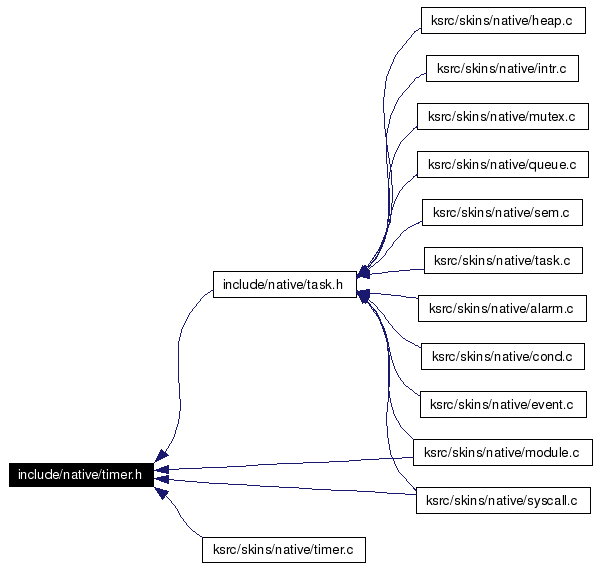 ksrc/skins/native/heap.c
ksrc/skins/native/intr.c
ksrc/skins/native/mutex.c
ksrc/skins/native/queue.c
ksrc/skins/native/sem.c
ksrc/skins/native/task.c
include/native/task.h
ksrc/skins/native/alarm.c
ksrc/skins/native/cond.c
ksrc/skins/native/event.c
ksrc/skins/native/module.c
include/native/timer.h
ksrc/skins/native/syscall.c
ksrc/skins/native/timer.c